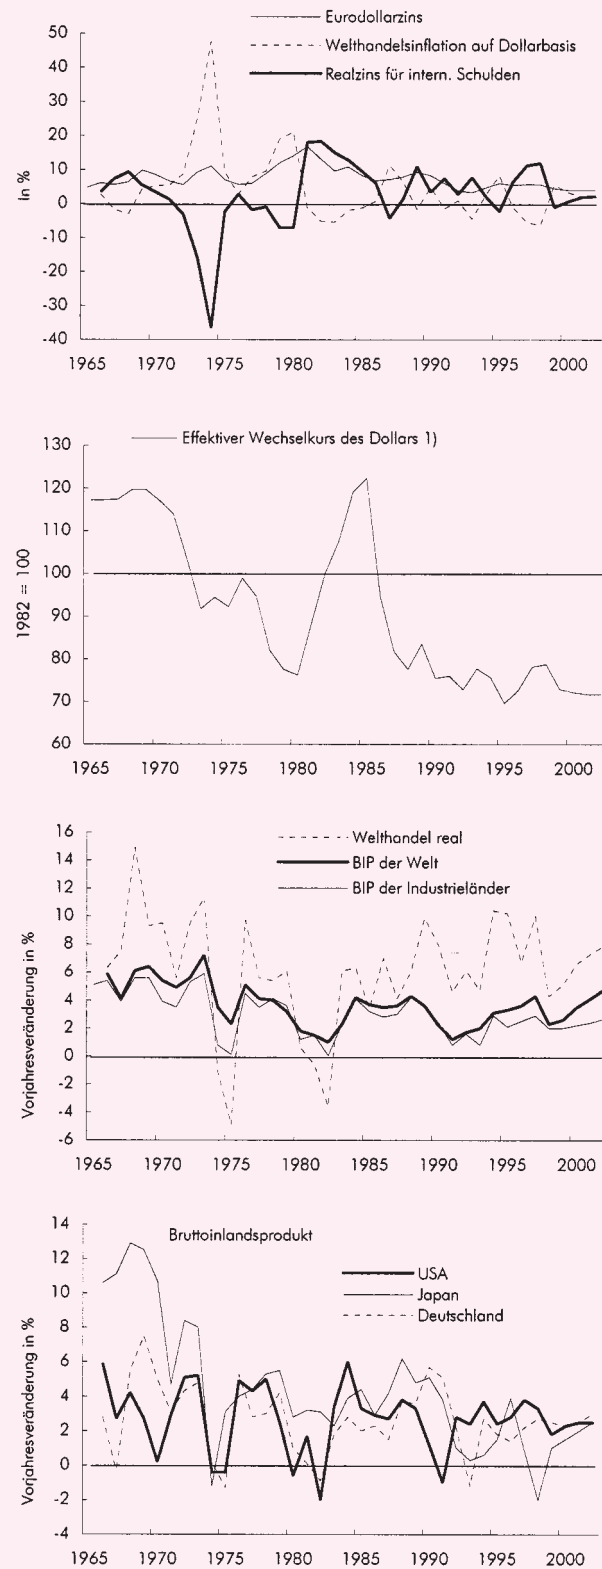 Eurodollarzins
Welthandelsinflation auf Dollarbasis
Realzins für intern. Schulden
In %
50
40
30
20
10
0
-10
-20
-30
-40
1965 1970 1975 1980 1985 1990 1995 2000
Effektiver Wechselkurs des Dollars 1)
1982 = 100
130
120
110
100
90
80
70
60
1965 1970 1975 1980 1985 1990 1995 2000
Welthandel real
BIP der Welt
BIP der Industrieländer
Vorjahresveränderung in %
16
14
12
10
8
6
4
2
0
-2
-4
-6
1965 1970 1975 1980 1985 1990 1995 2000
Bruttoinlandsprodukt
USA
Japan
Deutschland
Vorjahresveränderung in %
14
12
10
8
6
4
2
0
-2
-4
1965 1970 1975 1980 1985 1990 1995 2000